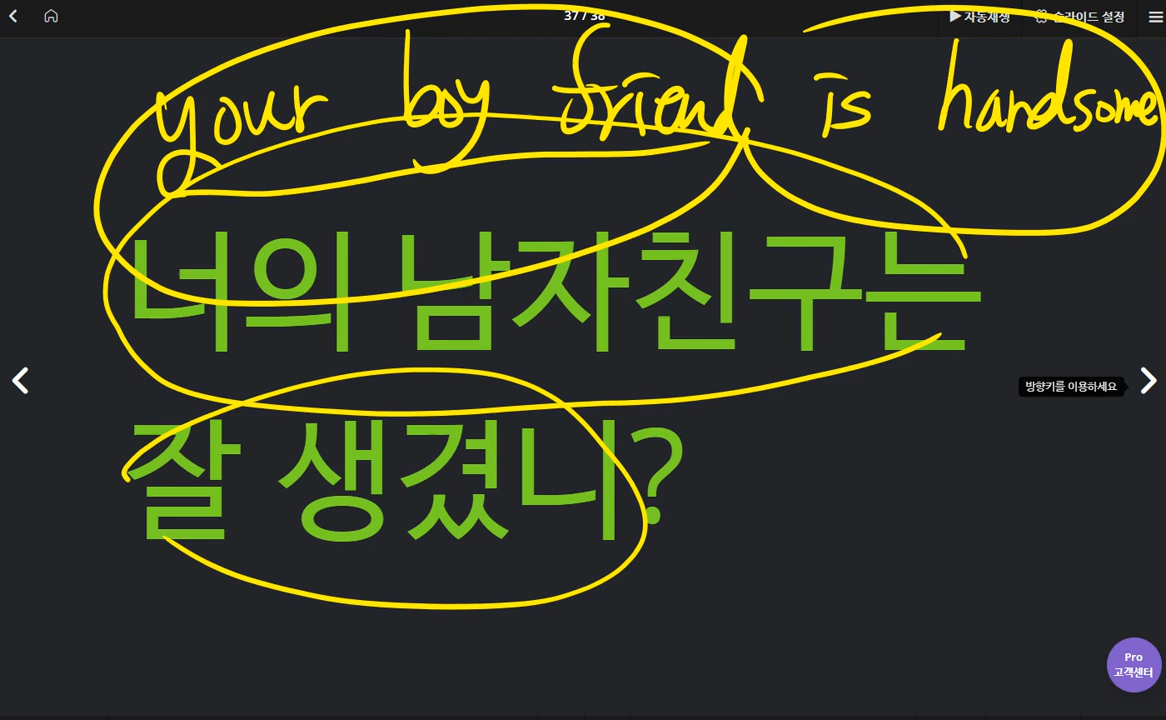 37 / 38
▶ 자동재생
슬라이드 설정
your boy friend is handsome
너의 남자친구는
방향키를 이용하세요
잘 생겼니?
Pro
고객센터